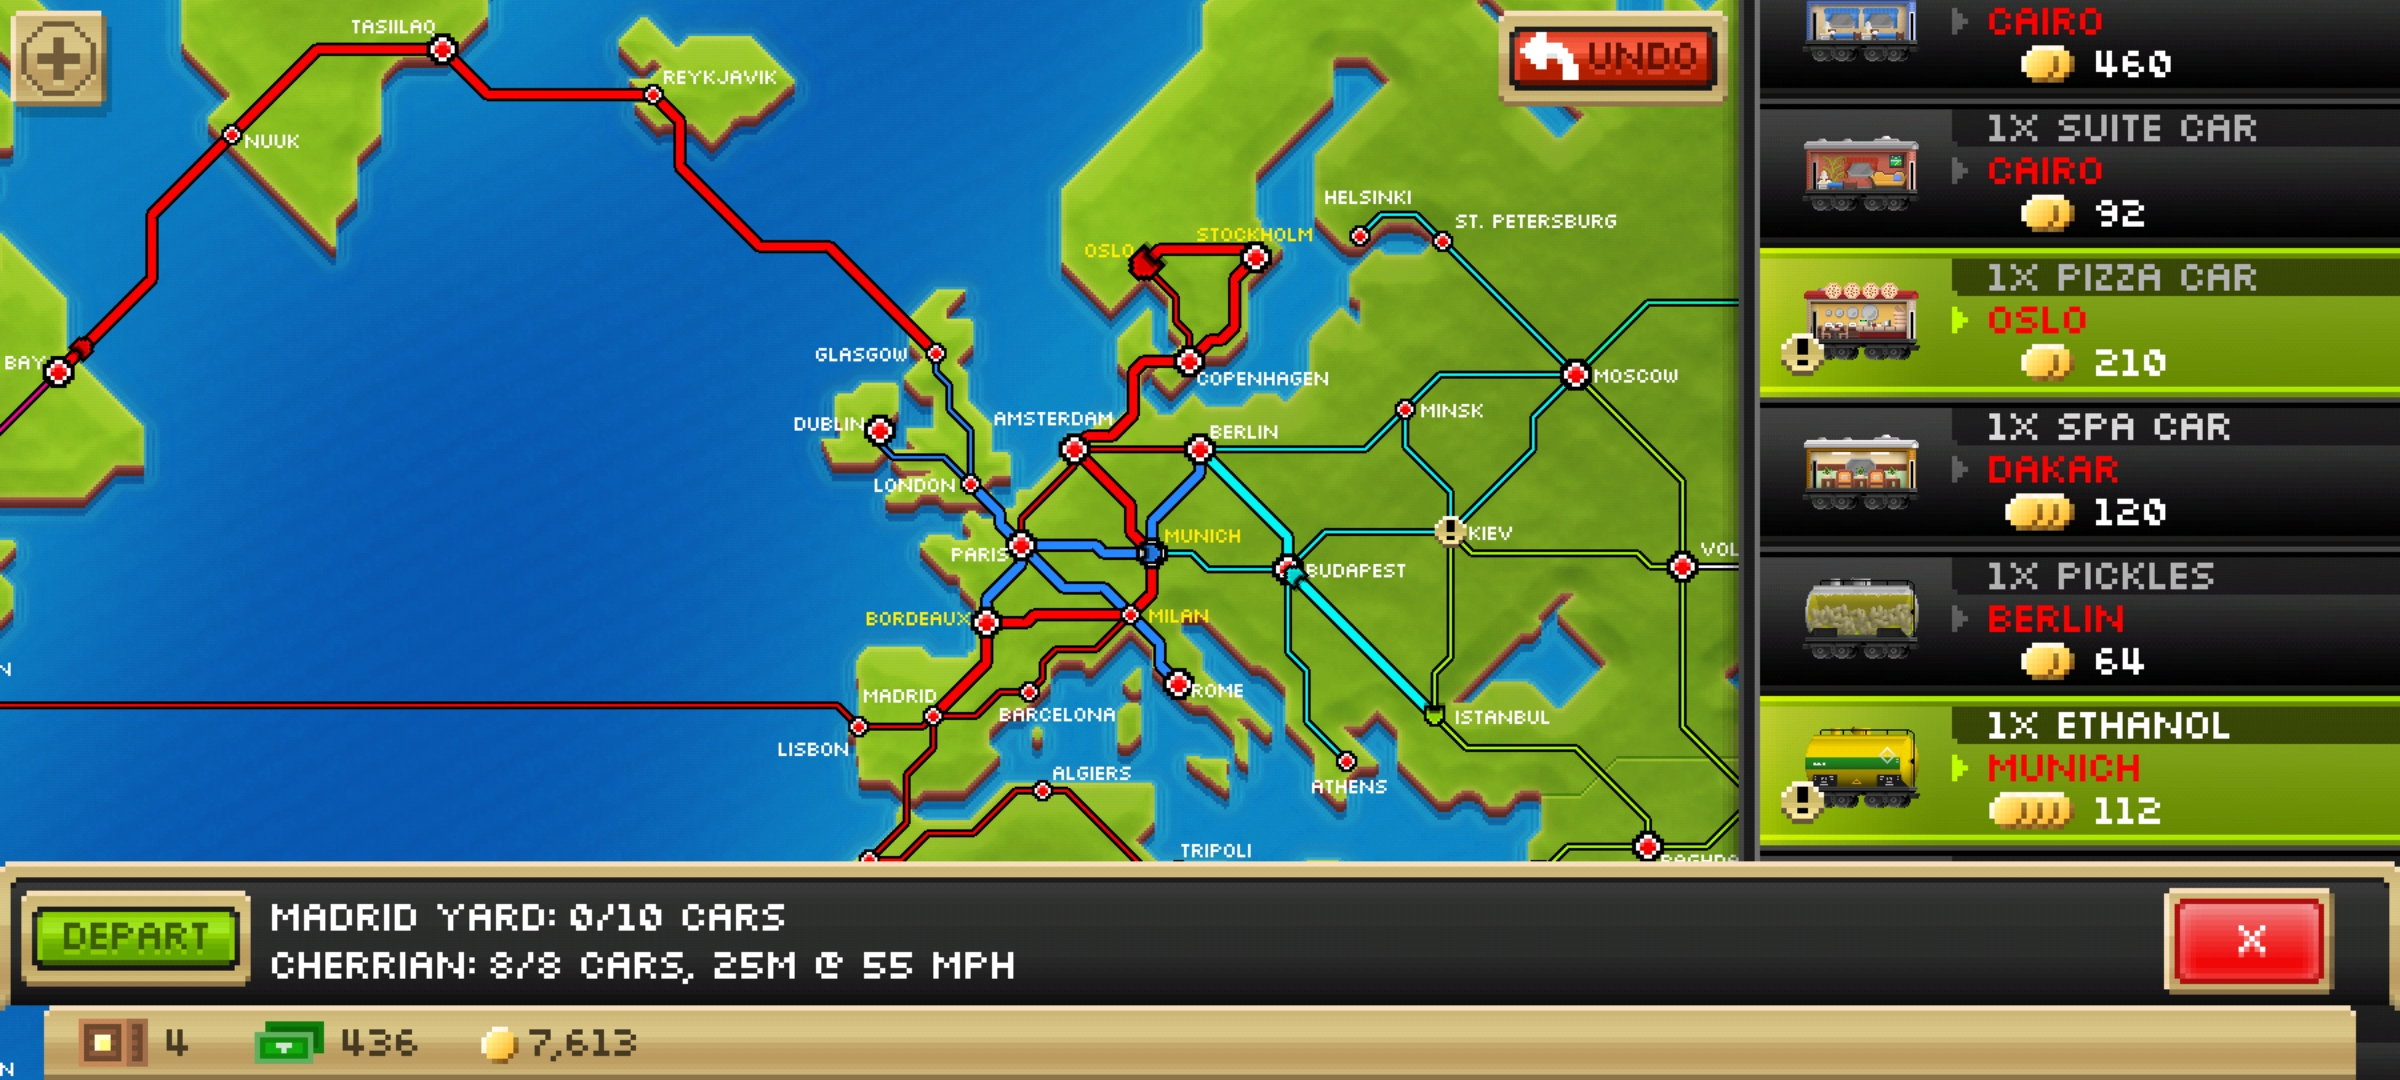 TASIILAQ
REYKJAVIK
NUUK
BAY
UNDO
HELSINKI
ST. PETERSBURG
OSLO
STOCKHOLM
GLASGOW
COPENHAGEN
MOSCOW
DUBLIN
AMSTERDAM
BERLIN
MINSK
LONDON
PARIS
MUNICH
KIEV
VOL
BUDAPEST
BORDEAUX
MILAN
N
MADRID
BARCELONA
ROME
ISTANBUL
LISBON
ALGIERS
ATHENS
TRIPOLI
BAGHDA
CAIRO
460
1X SUITE CAR
CAIRO
92
1X PIZZA CAR
OSLO
210
1X SPA CAR
DAKAR
120
1X PICKLES
BERLIN
64
1X ETHANOL
MUNICH
112
DEPART
MADRID YARD: 0/10 CARS
CHERRIAN: 8/8 CARS, 25M @ 55 MPH
X
4
436
7,613
N